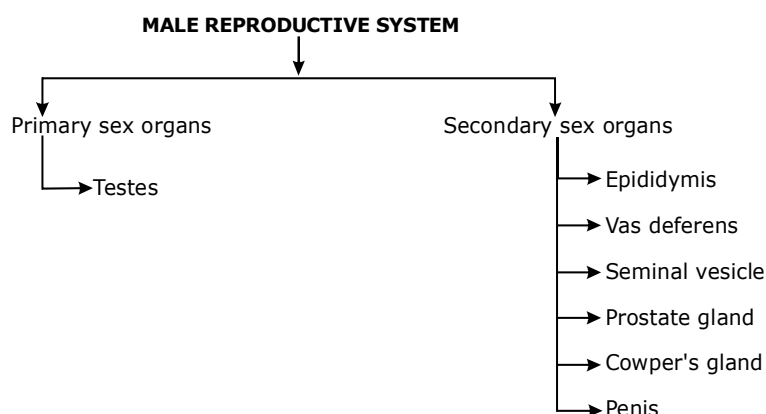 MALE REPRODUCTIVE SYSTEM
Primary sex organs
Testes
Secondary sex organs
Epididymis
Vas deferens
Seminal vesicle
Prostate gland
Cowper's gland
Penis